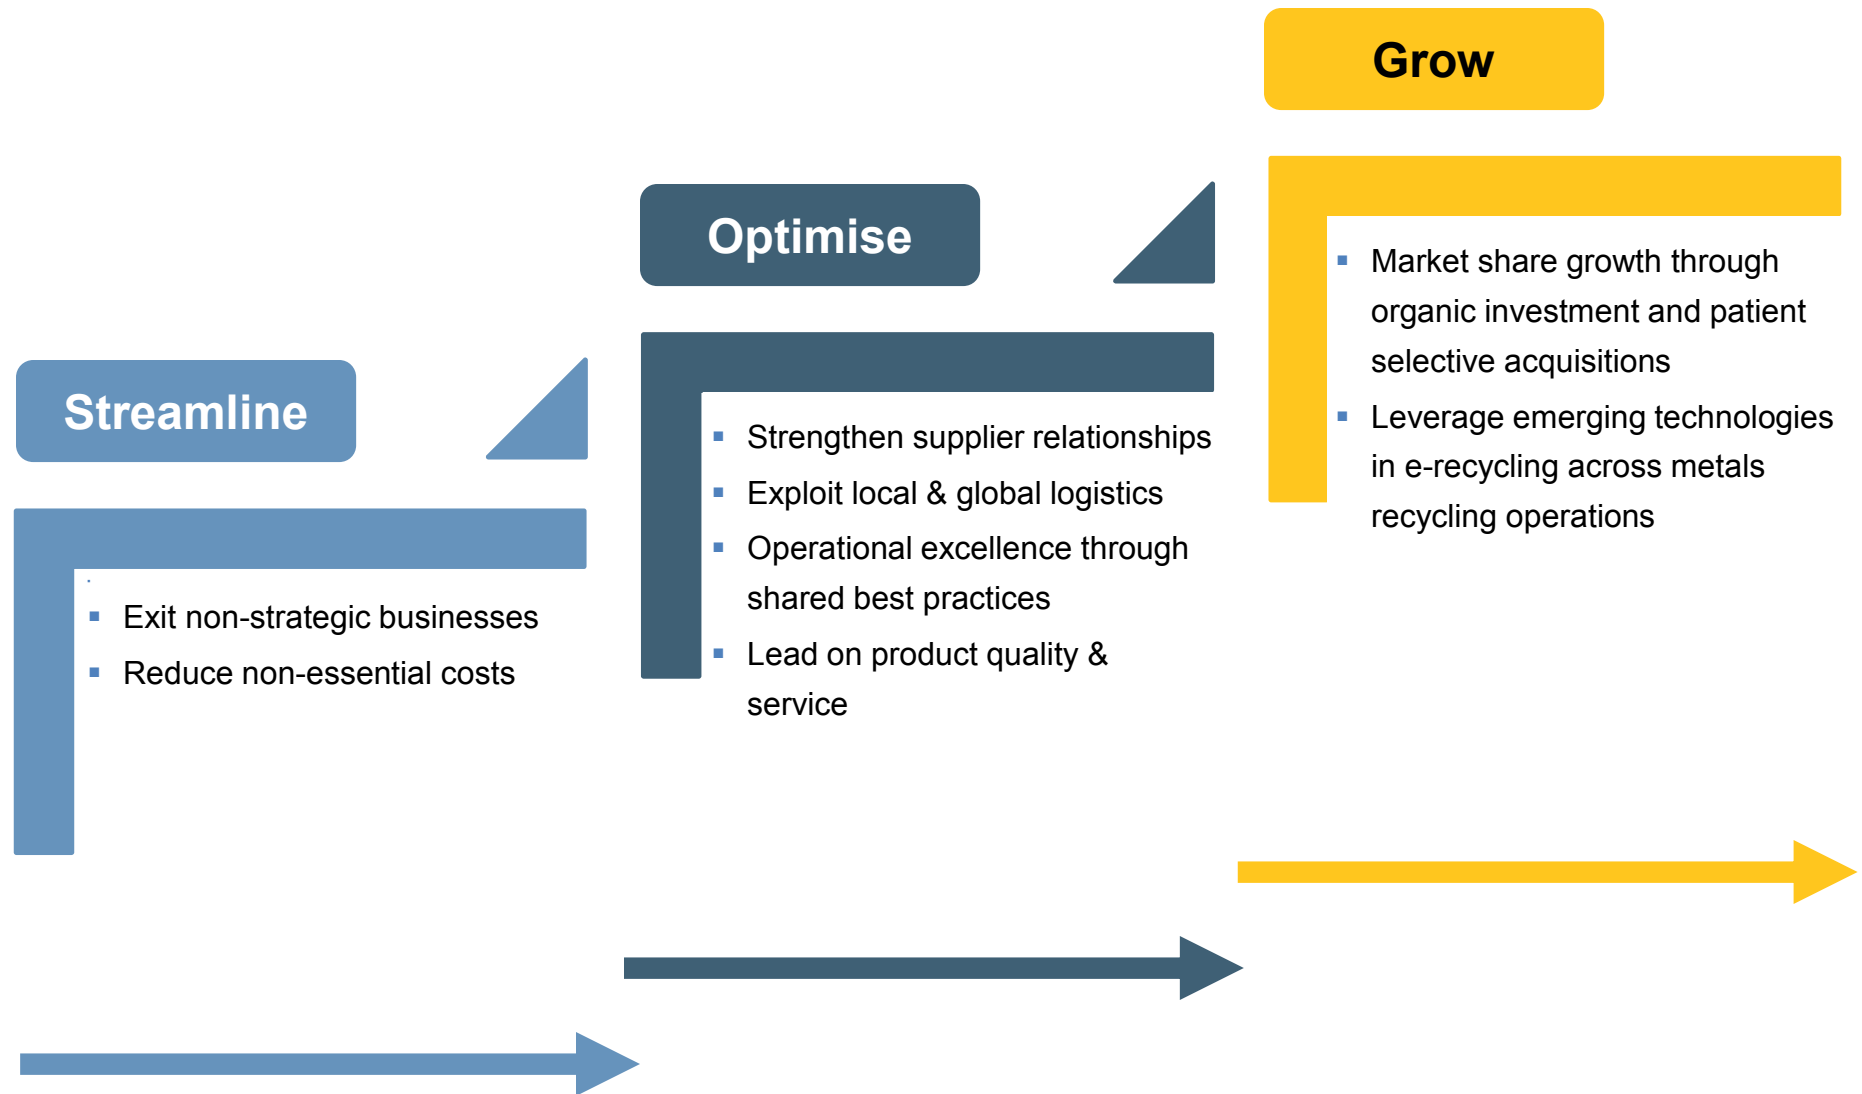 Streamline
▪ Exit non-strategic businesses
▪ Reduce non-essential costs
Optimise
▪ Strengthen supplier relationships
▪ Exploit local & global logistics
▪ Operational excellence through
shared best practices
▪ Lead on product quality &
service
Grow
▪ Market share growth through
organic investment and patient
selective acquisitions
▪ Leverage emerging technologies
in e-recycling across metals
recycling operations